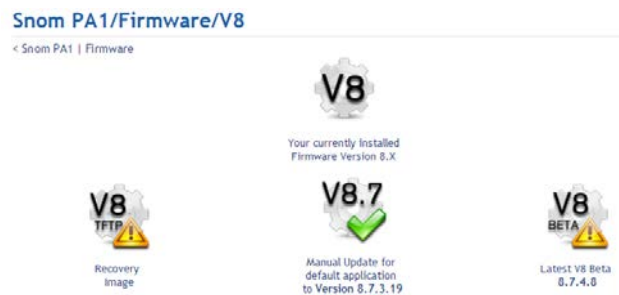 Snom PA1/Firmware/V8
< Snom PA1 | Firmware
V8
Your currently Installed
Firmware Version 8.X
V8
TFTP
Recovery
Image
V8.7
Manual Update for
default application
to Version 8.7.3.19
V8
BETA
Latest V8 Beta
8.7.4.8